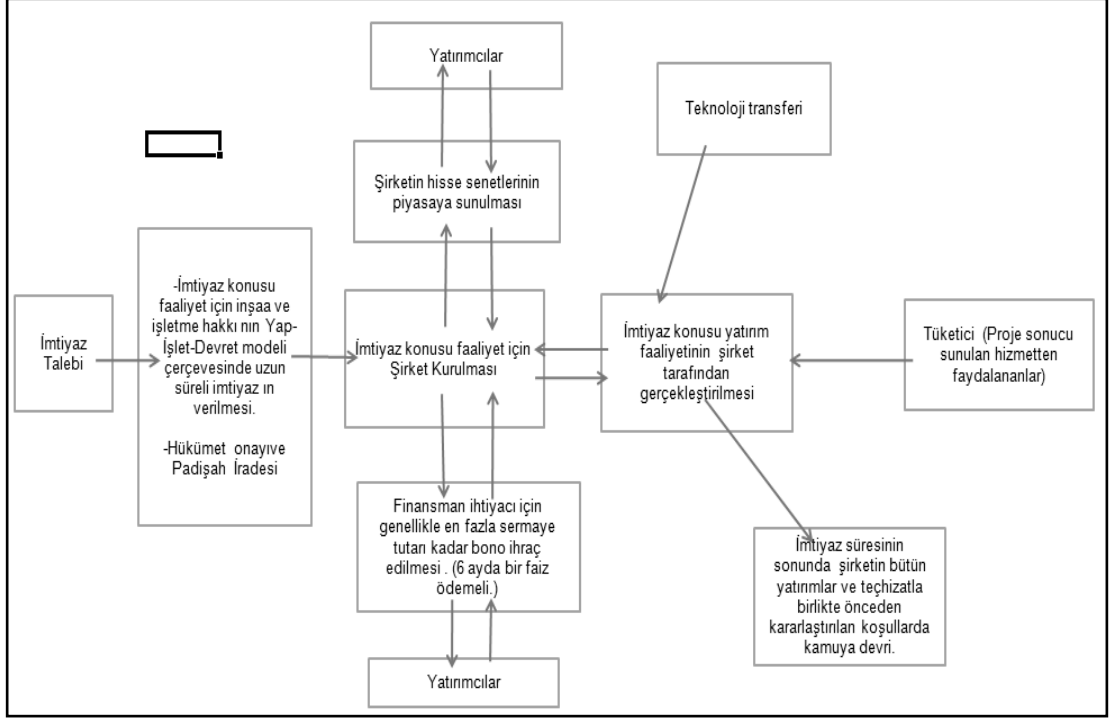 Yatırımcılar
Teknoloji transferi
Şirketin hisse senetlerinin
piyasaya sunulması
İmtiyaz
Talebi
-İmtiyaz konusu
faaliyet için inşaa ve
işletme hakkı nın Yap-
İşlet-Devret modeli
çerçevesinde uzun
süreli imtiyaz ın
verilmesi.
-Hükümet onayıve
Padişah İradesi
İmtiyaz konusu faaliyet için
Şirket Kurulması
İmtiyaz konusu yatırım
faaliyetinin şirket
tarafından
gerçekleştirilmesi
Tüketici (Proje sonucu
sunulan hizmetten
faydalananlar)
Finansman ihtiyacı için
genellikle en fazla sermaye
tutarı kadar bono ihraç
edilmesi . (6 ayda bir faiz
ödemeli.)
İmtiyaz süresinin
sonunda şirketin bütün
yatırımlar ve teçhizatla
birlikte önceden
kararlaştırılan koşullarda
kamuya devri.
Yatırımcılar